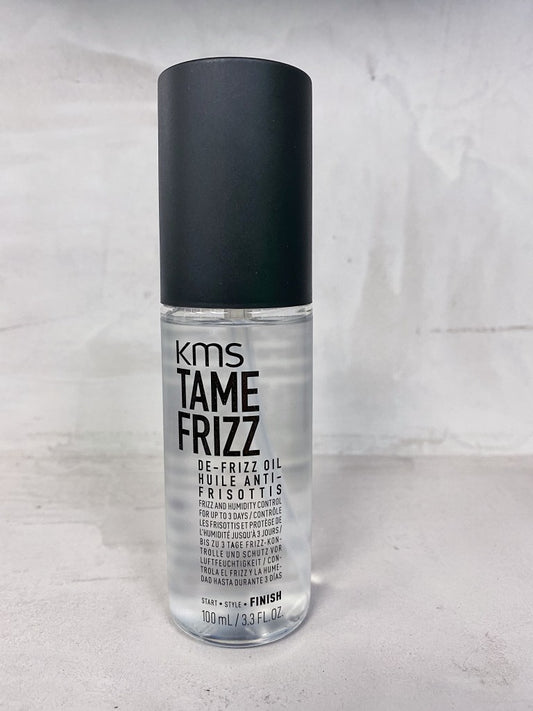 KMS
TAME
FRIZZ
DE-FRIZZ OIL
HUILE ANTI-
FRISOTTIS
FRIZZ AND HUMIDITY CONTROL
FOR UP TO 3 DAYS / CONTRÔLE
LES FRISOTTIS ET PROTÈGE DE
L'HUMIDITÉ JUSQU'À 3 JOURS /
BIS ZU 3 TAGE FRIZZ-KON-
TROLLE UND SCHUTZ VOR
LUFTFEUCHTIGKEIT / CON-
TROLA EL FRIZZ Y LA HUME-
DAD HASTA DURANTE 3 DÍAS
START • STYLE • FINISH
100 mL / 3.3 FL.OZ.